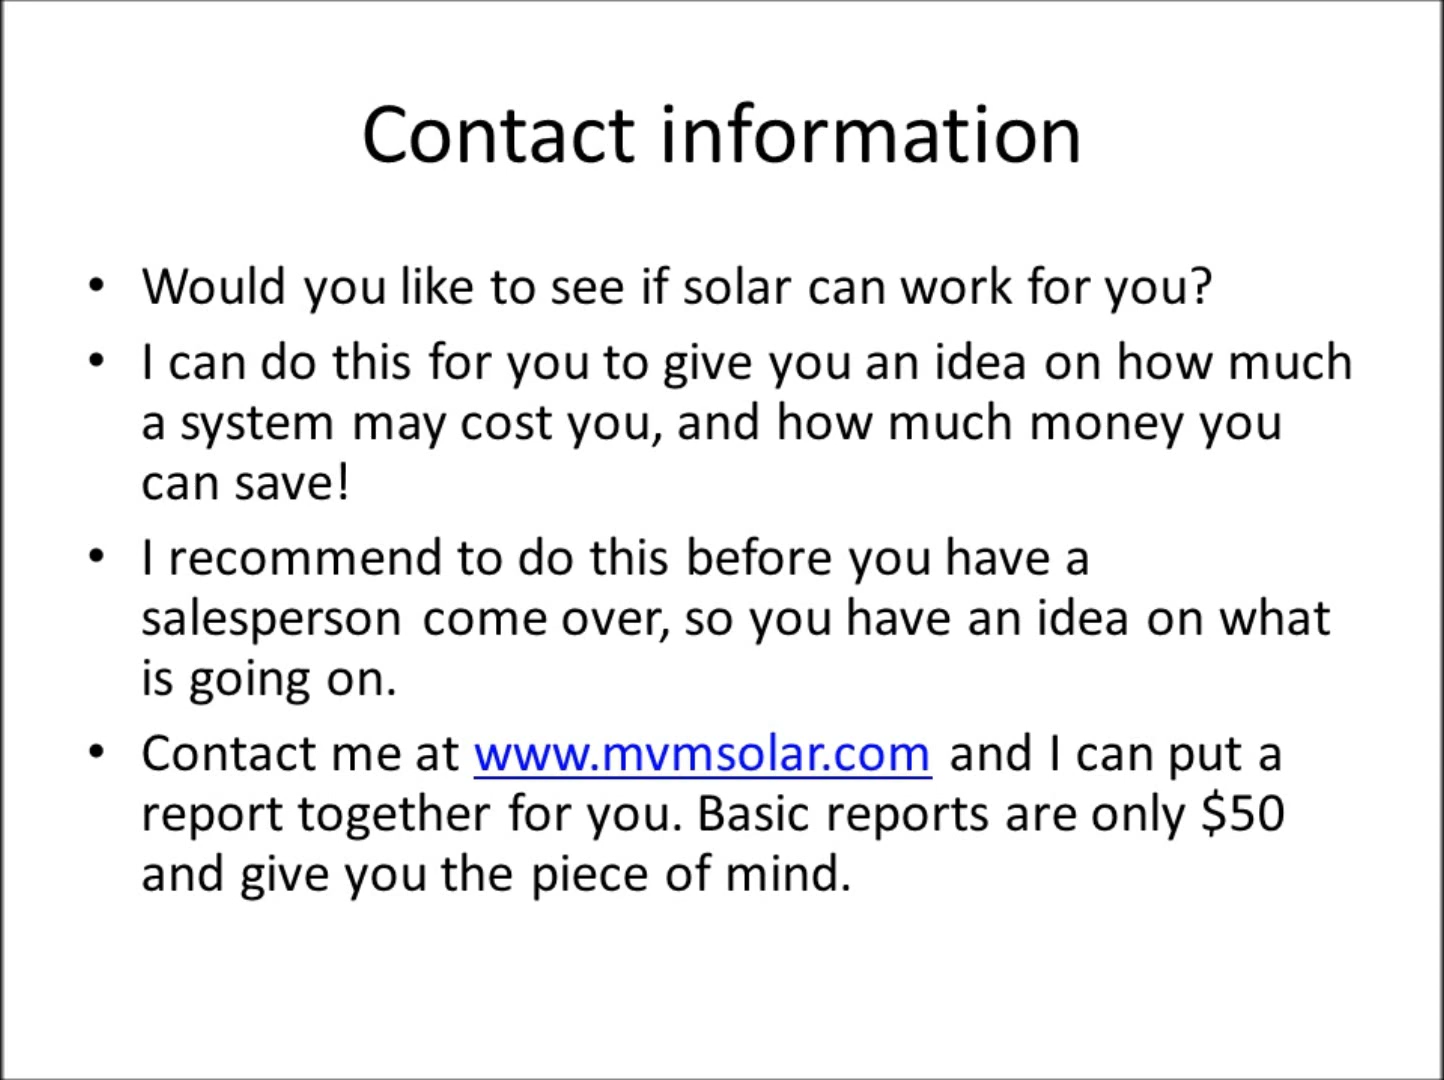 Contact information
• Would you like to see if solar can work for you?
• I can do this for you to give you an idea on how much
a system may cost you, and how much money you
can save!
• I recommend to do this before you have a
salesperson come over, so you have an idea on what
is going on.
• Contact me at www.mvmsolar.com and I can put a
report together for you. Basic reports are only $50
and give you the piece of mind.